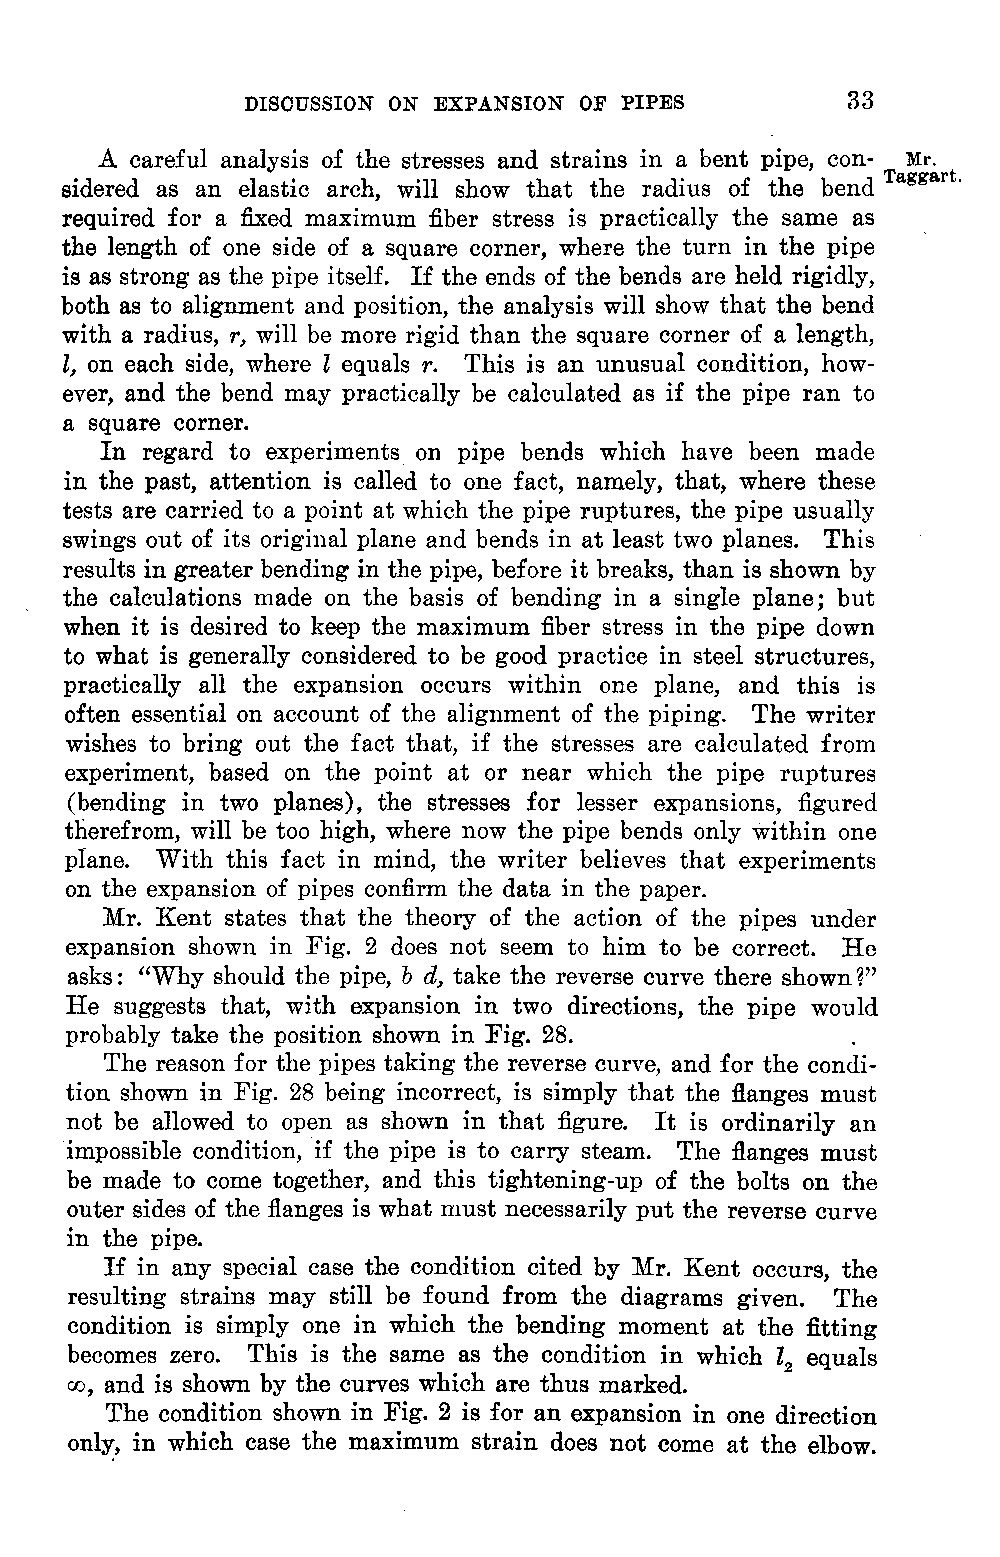 DISCUSSION ON EXPANSION OF PIPES 33
A careful analysis of the stresses and strains in a bent pipe, con- Mr.
sidered as an elastic arch, will show that the radius of the bend Taggart.
required for a fixed maximum fiber stress is practically the same as
the length of one side of a square corner, where the turn in the pipe
is as strong as the pipe itself. If the ends of the bends are held rigidly,
both as to alignment and position, the analysis will show that the bend
with a radius, r, will be more rigid than the square corner of a length,
l, on each side, where l equals r. This is an unusual condition, how-
ever, and the bend may practically be calculated as if the pipe ran to
a square corner.
In regard to experiments on pipe bends which have been made
in the past, attention is called to one fact, namely, that, where these
tests are carried to a point at which the pipe ruptures, the pipe usually
swings out of its original plane and bends in at least two planes. This
results in greater bending in the pipe, before it breaks, than is shown by
the calculations made on the basis of bending in a single plane; but
when it is desired to keep the maximum fiber stress in the pipe down
to what is generally considered to be good practice in steel structures,
practically all the expansion occurs within one plane, and this is
often essential on account of the alignment of the piping. The writer
wishes to bring out the fact that, if the stresses are calculated from
experiment, based on the point at or near which the pipe ruptures
(bending in two planes), the stresses for lesser expansions, figured
therefrom, will be too high, where now the pipe bends only within one
plane. With this fact in mind, the writer believes that experiments
on the expansion of pipes confirm the data in the paper.
Mr. Kent states that the theory of the action of the pipes under
expansion shown in Fig. 2 does not seem to him to be correct. He
asks: “Why should the pipe, b d, take the reverse curve there shown?”
He suggests that, with expansion in two directions, the pipe would
probably take the position shown in Fig. 28.
The reason for the pipes taking the reverse curve, and for the condi-
tion shown in Fig. 28 being incorrect, is simply that the flanges must
not be allowed to open as shown in that figure. It is ordinarily an
impossible condition, if the pipe is to carry steam. The flanges must
be made to come together, and this tightening-up of the bolts on the
outer sides of the flanges is what must necessarily put the reverse curve
in the pipe.
If in any special case the condition cited by Mr. Kent occurs, the
resulting strains may still be found from the diagrams given. The
condition is simply one in which the bending moment at the fitting
becomes zero. This is the same as the condition in which l₂ equals
∞, and is shown by the curves which are thus marked.
The condition shown in Fig. 2 is for an expansion in one direction
only, in which case the maximum strain does not come at the elbow.